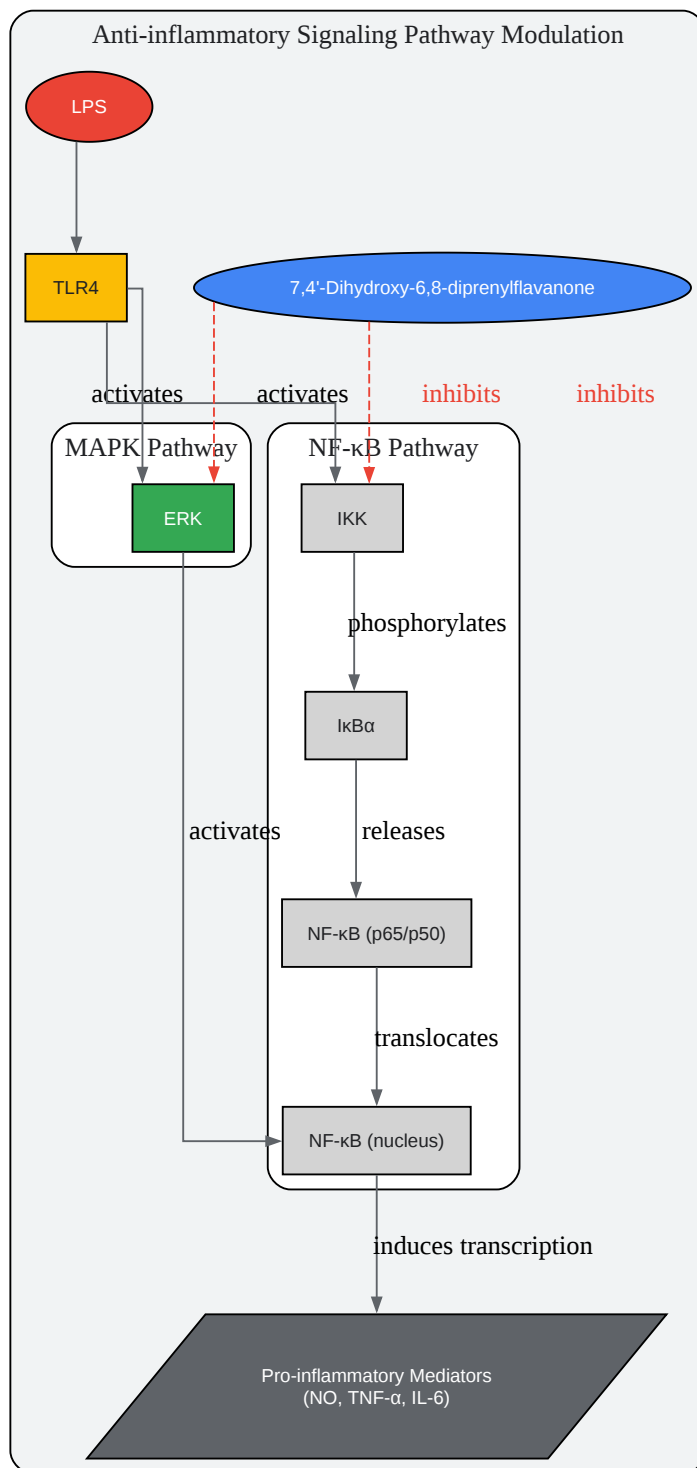 Anti-inflammatory Signaling Pathway Modulation
LPS
TLR4
7,4'-Dihydroxy-6,8-diprenylflavanone
activates
activates
inhibits
inhibits
MAPK Pathway
NF-κB Pathway
ERK
IKK
phosphorylates
IκBα
activates
releases
NF-κB (p65/p50)
translocates
NF-κB (nucleus)
induces transcription
Pro-inflammatory Mediators
(NO, TNF-α, IL-6)